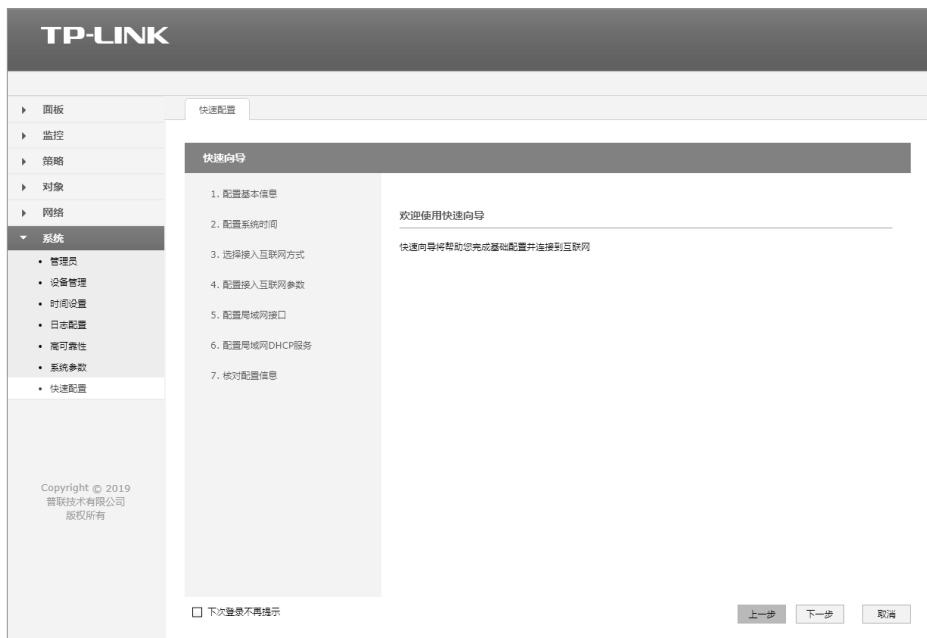 TP-LINK
面板
监控
策略
对象
网络
系统
管理员
设备管理
时间设置
日志配置
高可靠性
系统参数
快速配置
Copyright © 2019
普联技术有限公司
版权所有
快速配置
快速向导
1. 配置基本信息
2. 配置系统时间
3. 选择接入互联网方式
4. 配置接入互联网参数
5. 配置局域网接口
6. 配置局域网DHCP服务
7. 核对配置信息
欢迎使用快速向导
快速向导将帮助您完成基础配置并连接到互联网
下次登录不再提示
上一步 下一步 取消